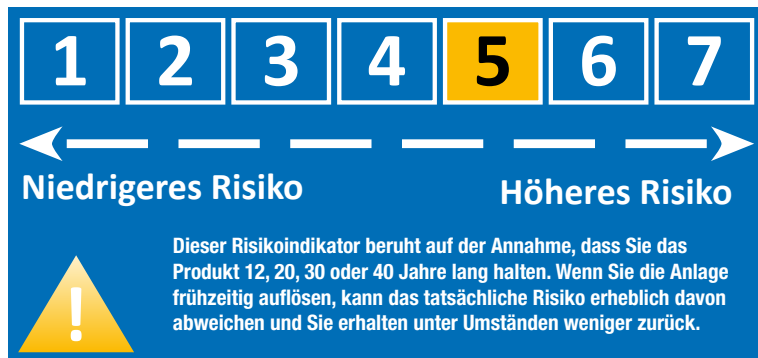 1 2 3 4 5 6 7
Niedrigeres Risiko Höheres Risiko
Dieser Risikoindikator beruht auf der Annahme, dass Sie das
Produkt 12, 20, 30 oder 40 Jahre lang halten. Wenn Sie die Anlage
frühzeitig auflösen, kann das tatsächliche Risiko erheblich davon
abweichen und Sie erhalten unter Umständen weniger zurück.
!